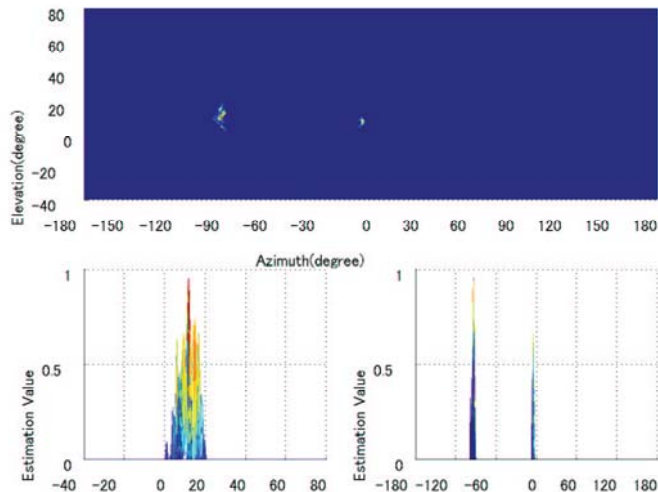 80
60
40
20
0
-20
-40
Elevation(degree)
-180 -150 -120 -90 -60 -30 0 30 60 90 120 150 180
Azimuth(degree)
1
0.5
0
Estimation Value
-40 -20 0 20 40 60 80
1
0.5
0
Estimation Value
-180 -120 -60 0 60 120 180